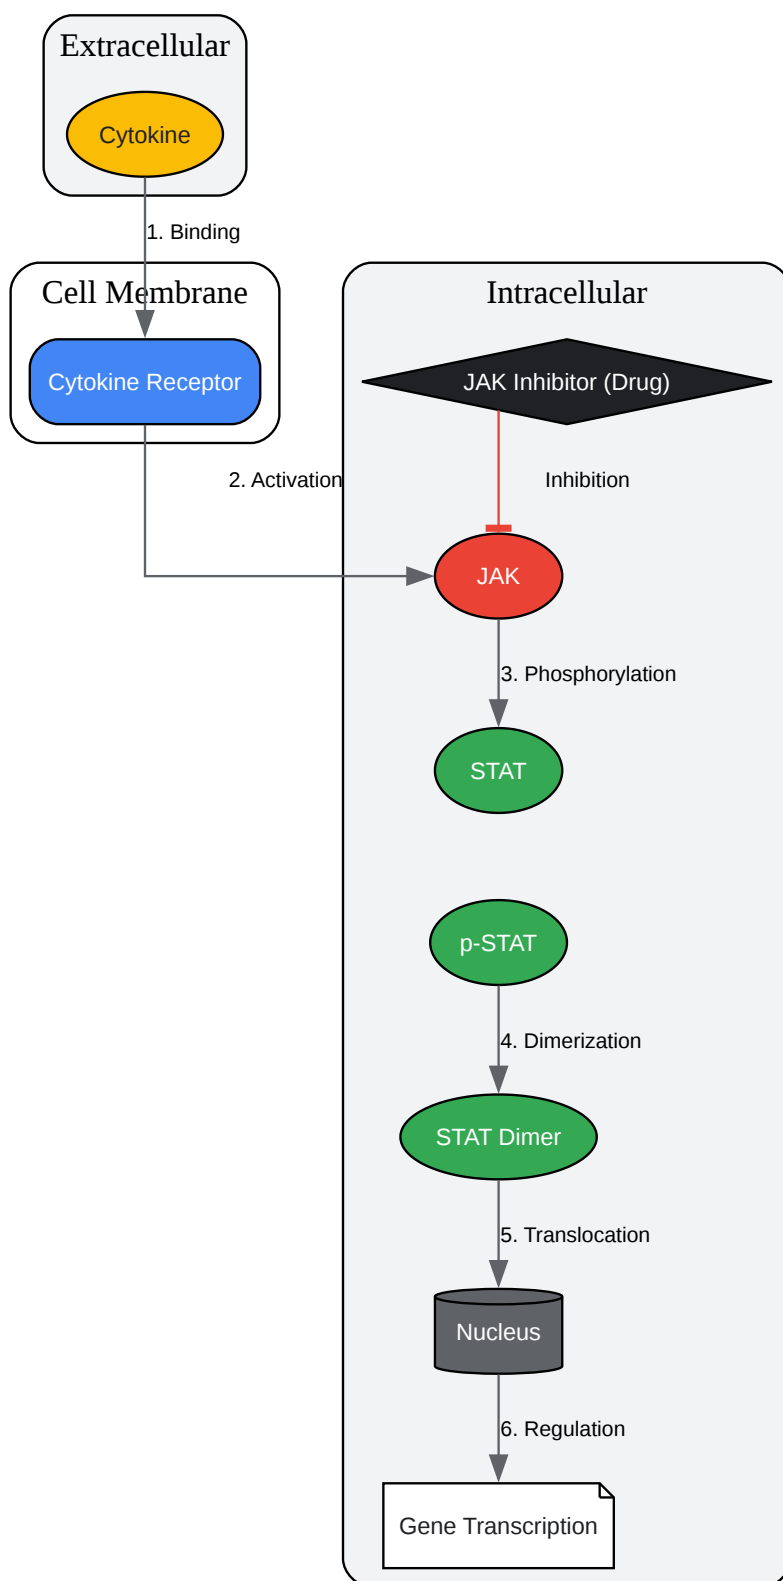 Extracellular
Cytokine
1. Binding
Cell Membrane
Cytokine Receptor
Intracellular
JAK Inhibitor (Drug)
2. Activation
Inhibition
JAK
3. Phosphorylation
STAT
p-STAT
4. Dimerization
STAT Dimer
5. Translocation
Nucleus
6. Regulation
Gene Transcription